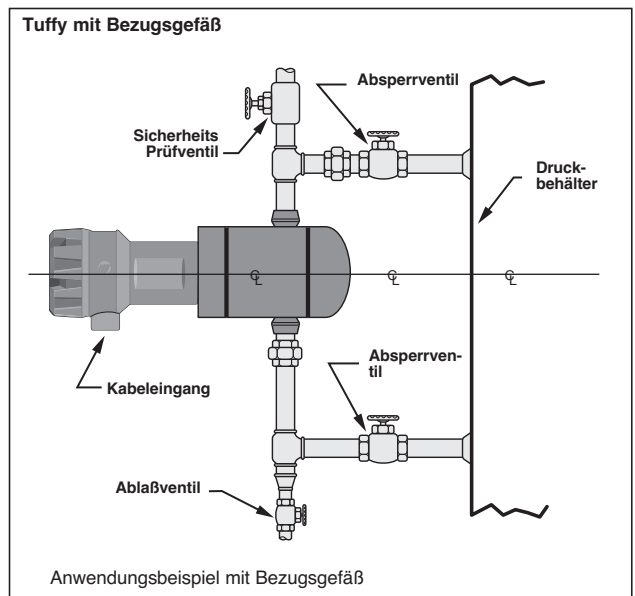 Tuffy mit Bezugsgefäß
Absperrventil
Sicherheits
Prüfventil
Druck-
behälter
℄ ℄ ℄
Absperrven-
til
Kabeleingang
Ablaßventil
Anwendungsbeispiel mit Bezugsgefäß